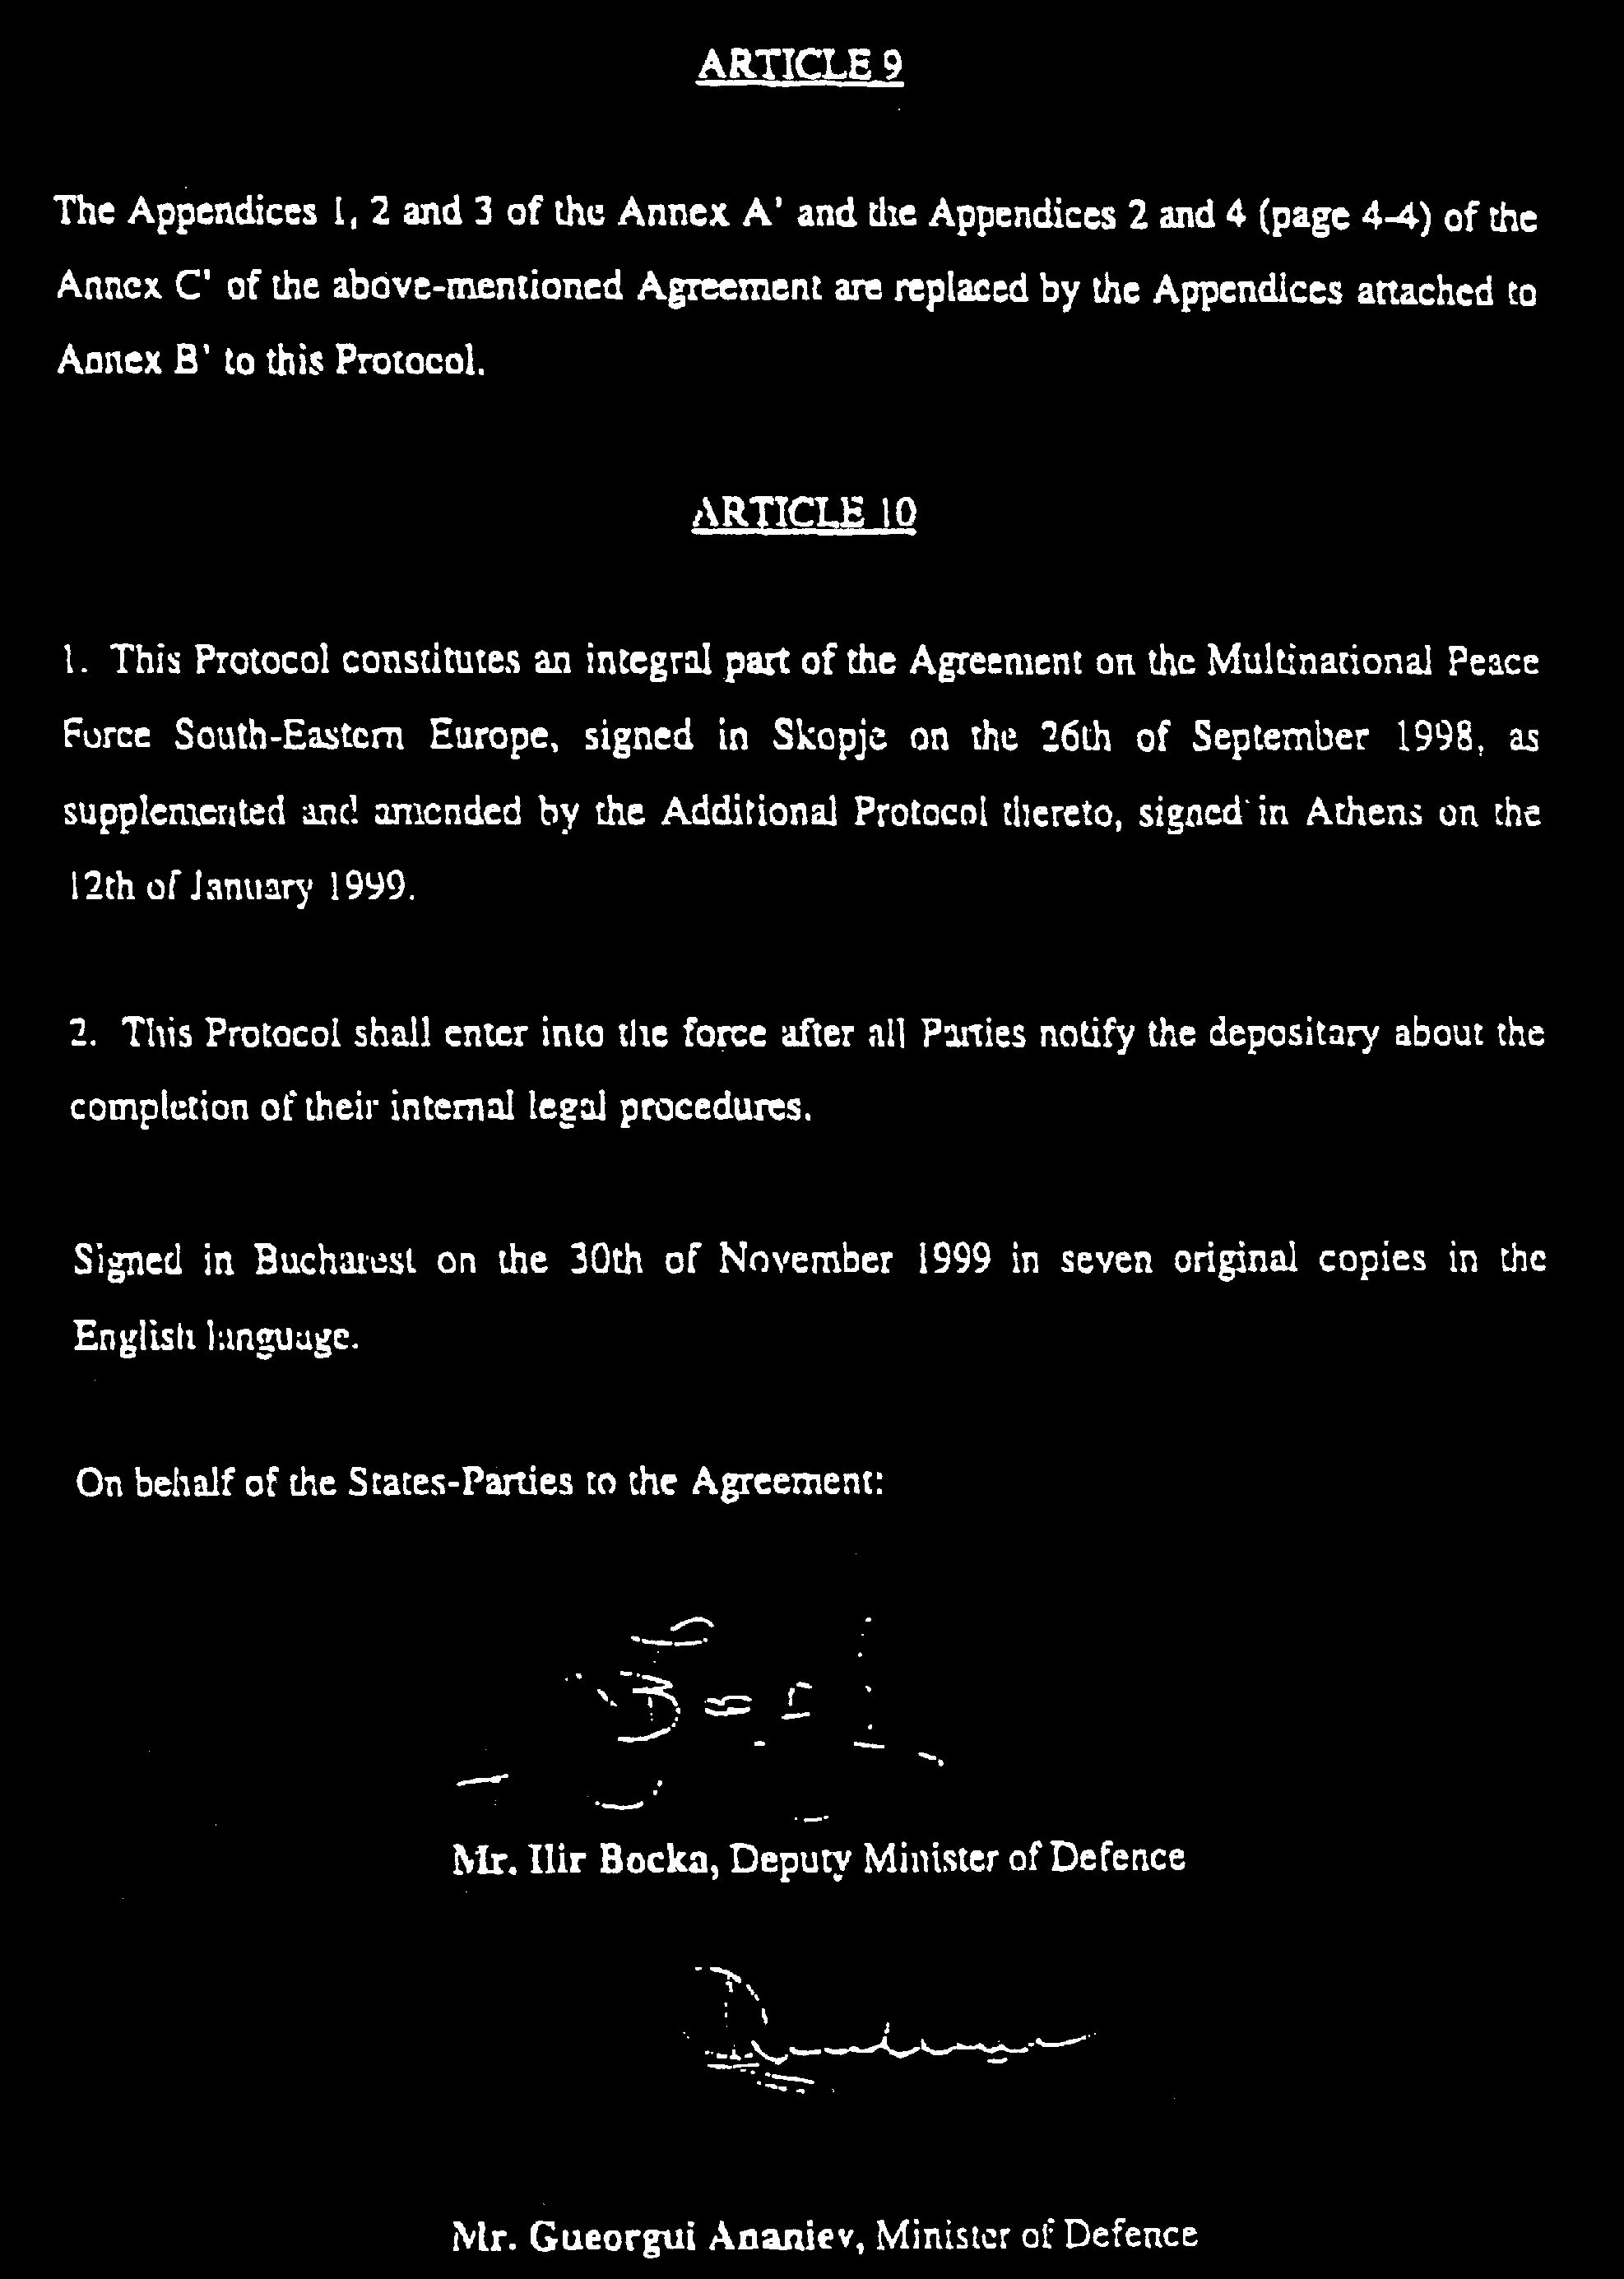 ARTICLE 9
The Appendices 1, 2 and 3 of the Annex A' and the Appendices 2 and 4 (page 4-4) of the
Annex C' of the above-mentioned Agreement are replaced by the Appendices attached to
Annex B' to this Protocol.
ARTICLE 10
1. This Protocol constitutes an integral part of the Agreement on the Multinational Peace
Force South-Eastern Europe, signed in Skopje on the 26th of September 1998, as
supplemented and amended by the Additional Protocol thereto, signed in Athens on the
12th of January 1999.
2. This Protocol shall enter into the force after all Parties notify the depositary about the
completion of their internal legal procedures.
Signed in Bucharest on the 30th of November 1999 in seven original copies in the
English language.
On behalf of the States-Parties to the Agreement:
Mr. Ilir Bocka, Deputy Minister of Defence
Mr. Gueorgui Ananiev, Minister of Defence